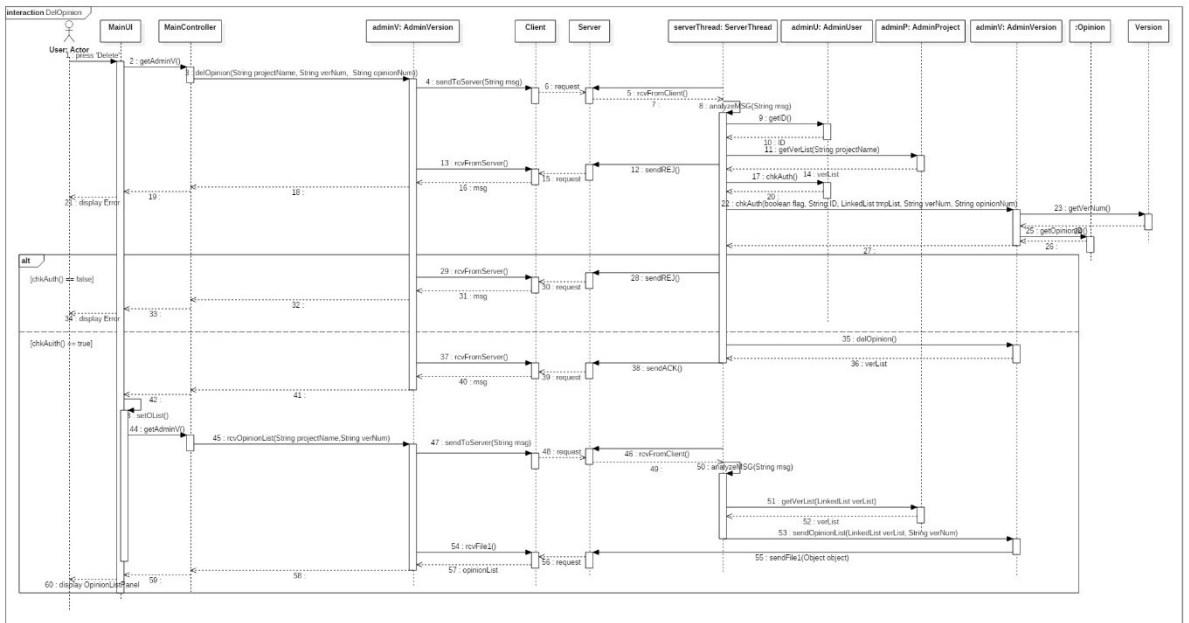 interaction DelOpinion
User: Actor
MainUI
MainController
adminV: AdminVersion
Client
Server
serverThread: ServerThread
adminU: AdminUser
adminP: AdminProject
adminV: AdminVersion
:Opinion
Version
1 : press 'Delete'
2 : getAdminV()
3 : delOpinion(String projectName, String verNum, String opinionNum))
4 : sendToServer(String msg)
6 : request
5 : rcvFromClient()
7 :
8 : analyzeMSG(String msg)
9 : getID()
10 : ID
11 : getVerList(String projectName)
13 : rcvFromServer()
12 : sendREJ()
15 : request
14 : verList
16 : msg
17 : chkAuth()
18 :
19 :
20 :
21 : display Error
22 : chkAuth(boolean flag, String ID, LinkedList tmpList, String verNum, String opinionNum)
23 : getVerNum()
25 : getOpinion
26 :
27 :
alt
[chkAuth() == false]
29 : rcvFromServer()
28 : sendREJ()
30 : request
31 : msg
32 :
33 :
34 : display Error
[chkAuith() == true]
35 : delOpinion()
36 : verList
37 : rcvFromServer()
38 : sendACK()
39 : request
40 : msg
41 :
42 :
: setOList()
44 : getAdminV()
45 : rcvOpinionList(String projectName,String verNum)
47 : sendToServer(String msg)
48 : request
46 : rcvFromClient()
49 :
50 : analyzeMSG(String msg)
51 : getVerList(LinkedList verList)
52 : verList
53 : sendOpinionList(LinkedList verList, String verNum)
54 : rcvFile1()
55 : sendFile1(Object object)
56 : request
57 : opinionList
58 :
59 :
60 : display OpinionListPanel